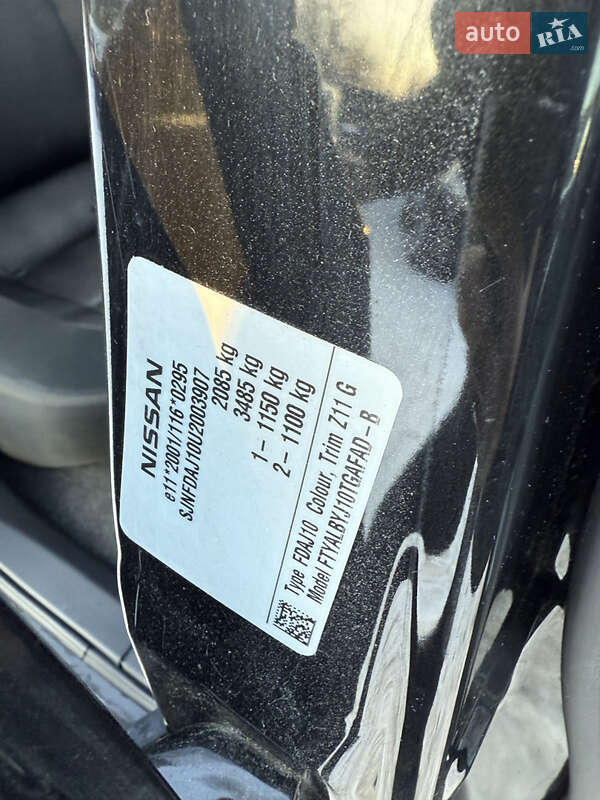 auto RIA .com
NISSAN
e11*2001/116*0295
SJNFDAJ10U2003907
2085 kg
3485 kg
1- 1150 kg
2- 1100 kg
Type FDAJ10 Colour, Trim Z11 G
Model FTYALBYJ10TGAFAD-B